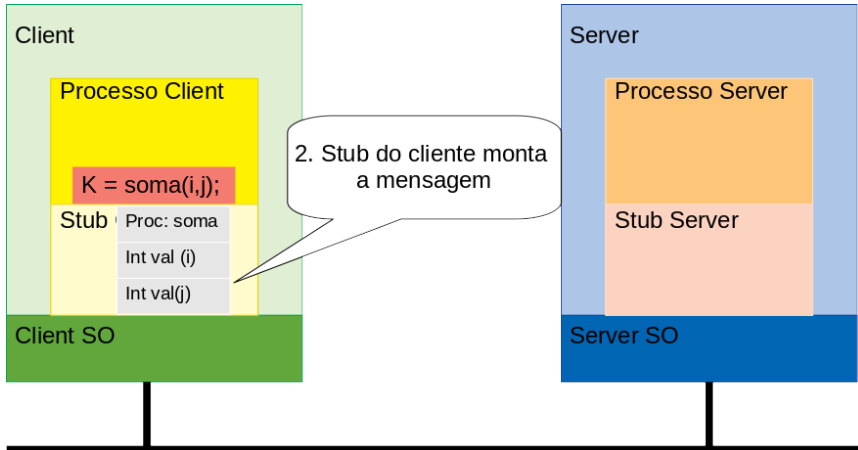 Client
Processo Client
K = soma(i,j);
Stub
Proc: soma
Int val (i)
Int val(j)
Client SO
2. Stub do cliente monta
a mensagem
Server
Processo Server
Stub Server
Server SO